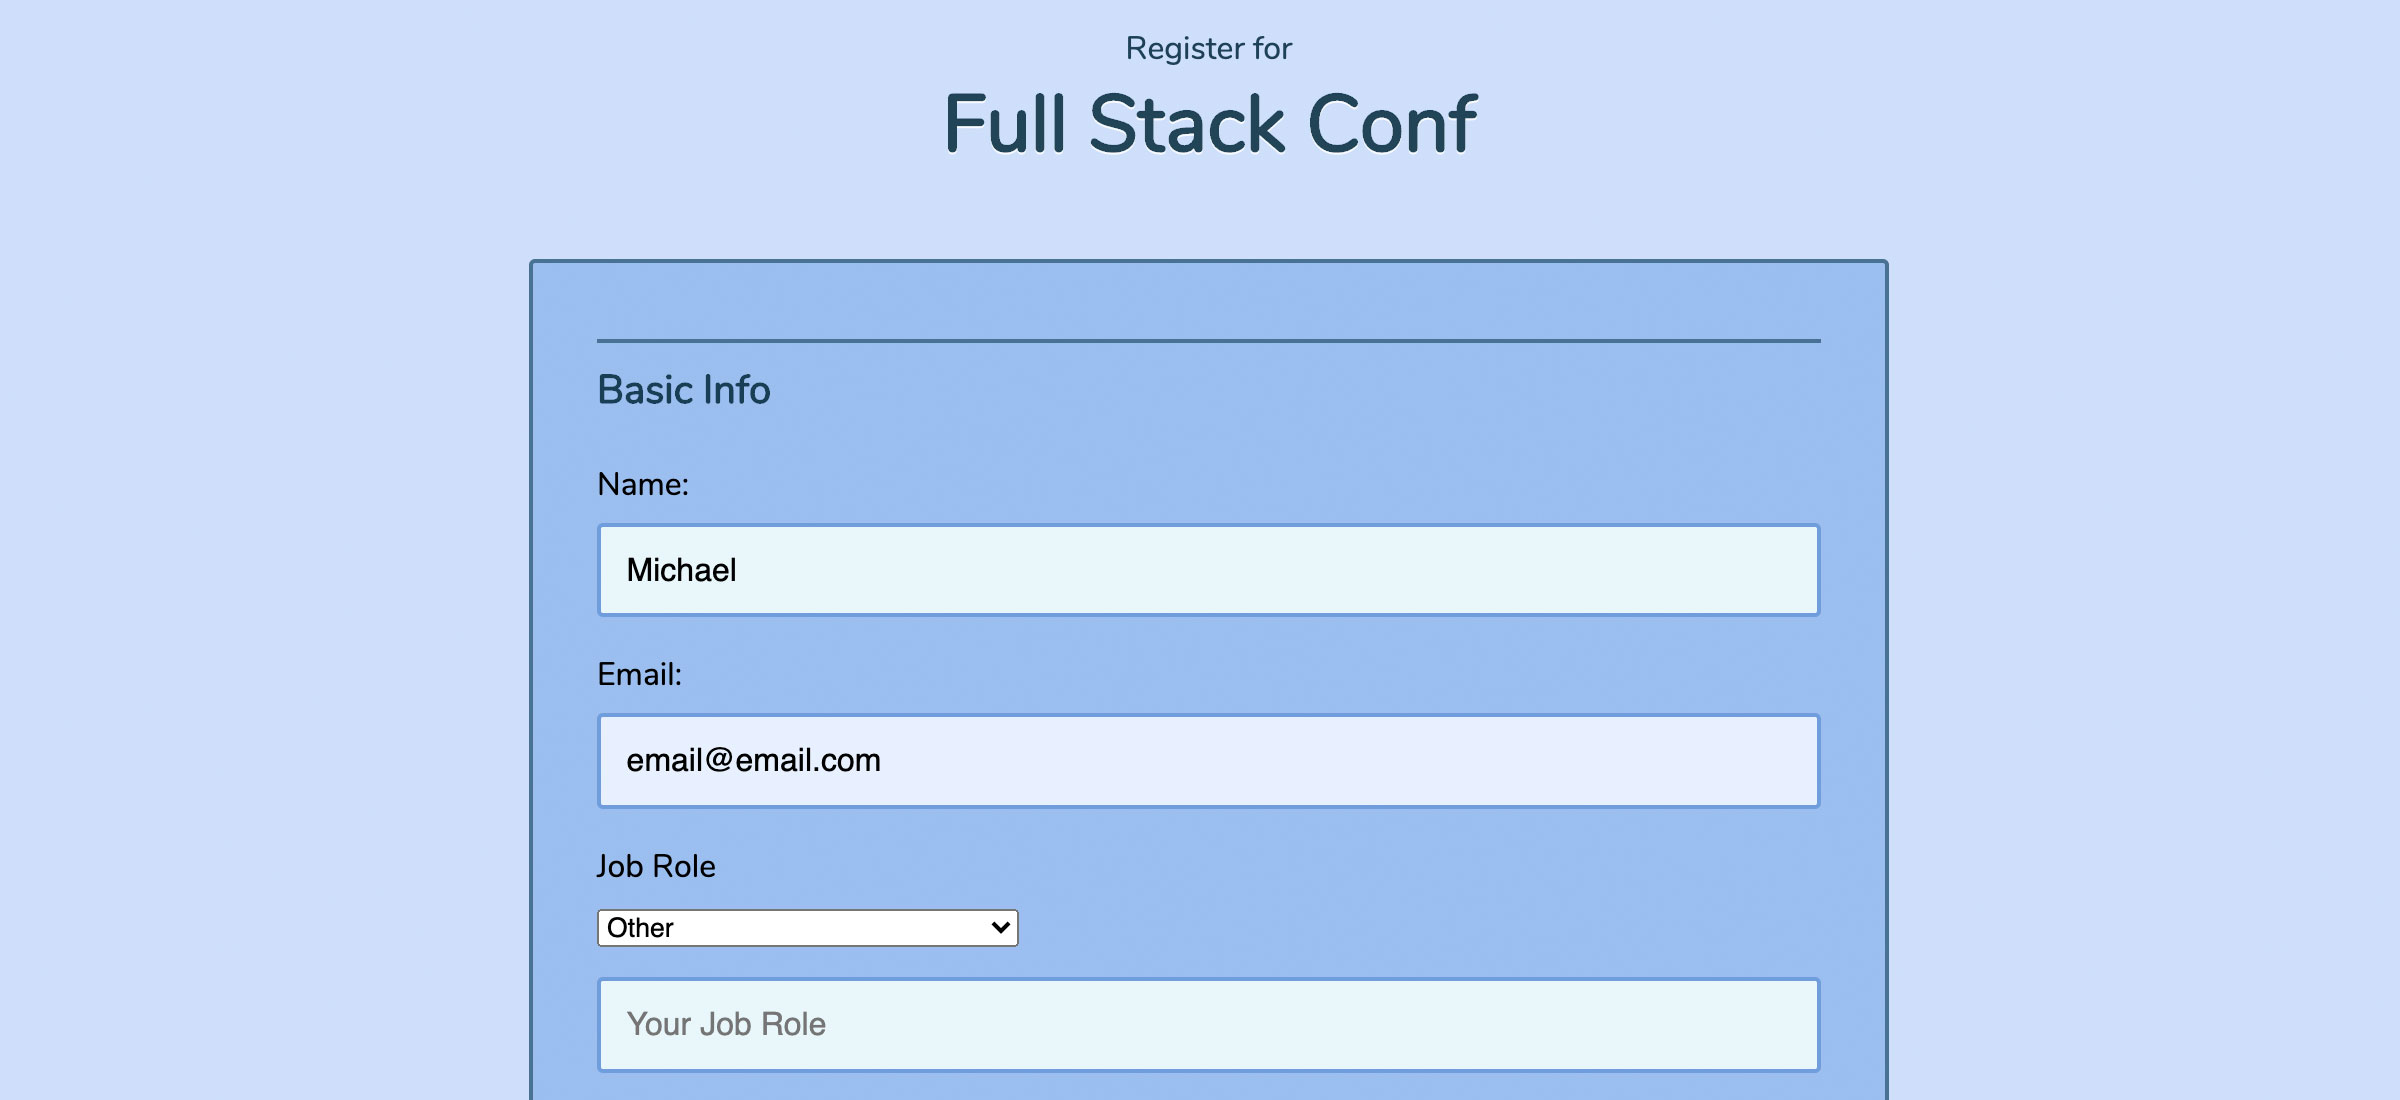 Register for
Full Stack Conf
Basic Info
Name:
Michael
Email:
email@email.com
Job Role
Other
Your Job Role